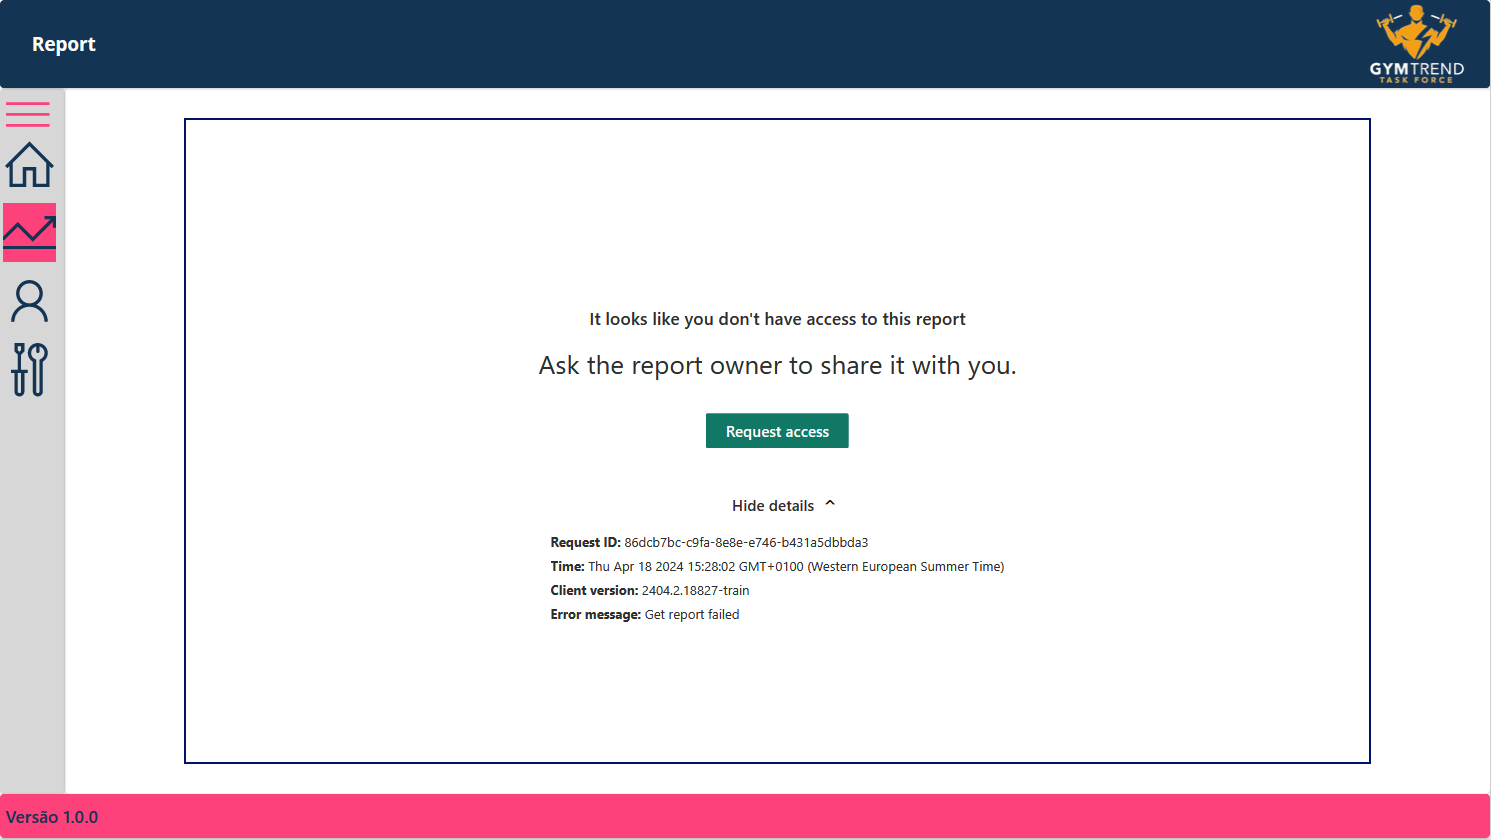 Report
GYMTREND
TASK FORCE
It looks like you don't have access to this report
Ask the report owner to share it with you.
Request access
Hide details
Request ID: 86dcb7bc-c9fa-8e8e-e746-b431a5dbbda3
Time: Thu Apr 18 2024 15:28:02 GMT+0100 (Western European Summer Time)
Client version: 2404.2.18827-train
Error message: Get report failed
Versão 1.0.0